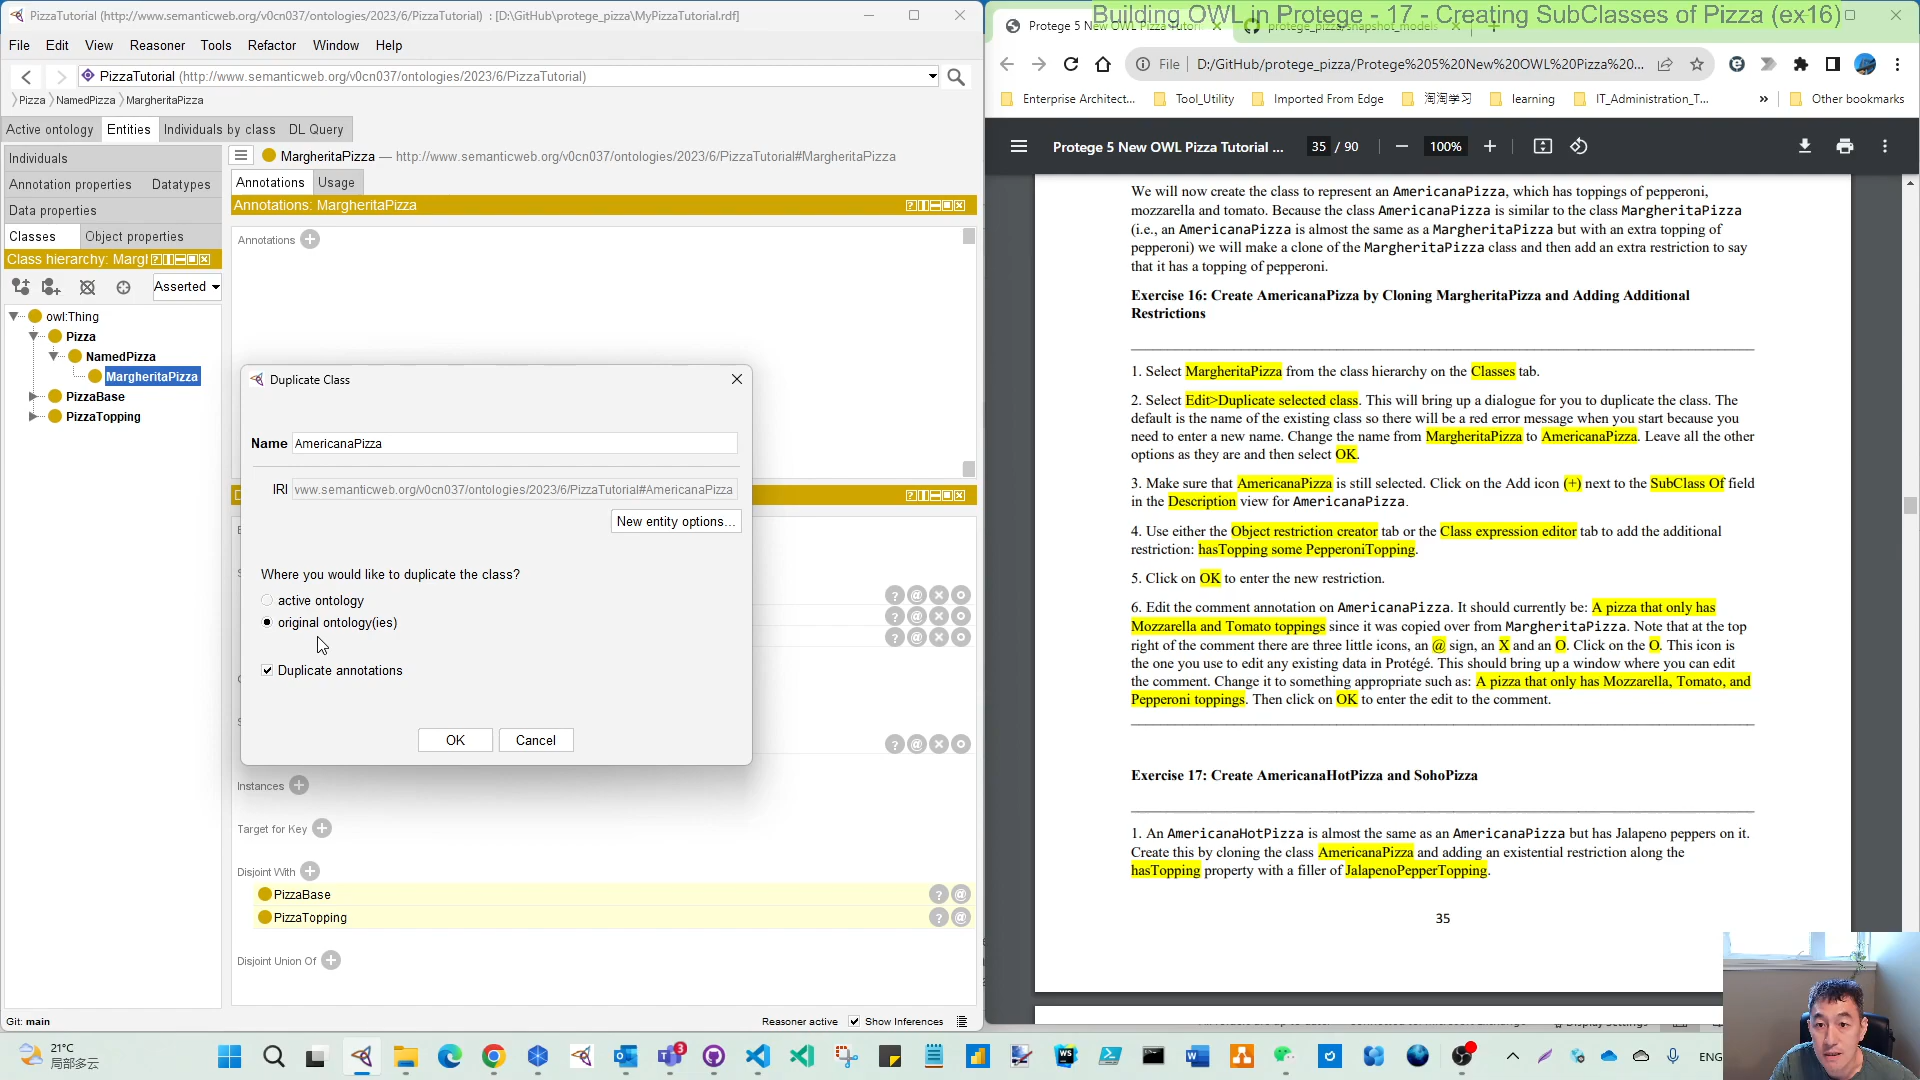 PizzaTutorial (http://www.semanticweb.org/v0cn037/ontologies/2023/6/PizzaTutorial) : [D:\GitHub\protege_pizza\MyPizzaTutorial.rdf]
File Edit View Reasoner Tools Refactor Window Help
PizzaTutorial (http://www.semanticweb.org/v0cn037/ontologies/2023/6/PizzaTutorial)
Pizza NamedPizza MargheritaPizza
Active ontology Entities Individuals by class DL Query
Individuals
Annotation properties Datatypes
Data properties
Classes Object properties
Class hierarchy: Margl
Asserted
owl:Thing
Pizza
NamedPizza
MargheritaPizza
PizzaBase
PizzaTopping
MargheritaPizza — http://www.semanticweb.org/v0cn037/ontologies/2023/6/PizzaTutorial#MargheritaPizza
Annotations Usage
Annotations: MargheritaPizza
Annotations
Duplicate Class
Name AmericanaPizza
IRI www.semanticweb.org/v0cn037/ontologies/2023/6/PizzaTutorial#AmericanaPizza
New entity options...
Where you would like to duplicate the class?
active ontology
original ontology(ies)
Duplicate annotations
OK Cancel
Instances
Target for Key
Disjoint With
PizzaBase
PizzaTopping
Disjoint Union Of
Git: main
Reasoner active Show Inferences
Building OWL in Protege - 17 - Creating SubClasses of Pizza (ex16)
Protege 5 New OWL Pizza Tutori
protege_pizza/snapshot_models
File D:/GitHub/protege_pizza/Protege%205%20New%20OWL%20Pizza%20...
Enterprise Architect... Tool_Utility Imported From Edge 淘淘学习 learning IT_Administration_T... » Other bookmarks
Protege 5 New OWL Pizza Tutorial ... 35 / 90 100%
We will now create the class to represent an AmericanaPizza, which has toppings of pepperoni,
mozzarella and tomato. Because the class AmericanaPizza is similar to the class MargheritaPizza
(i.e., an AmericanaPizza is almost the same as a MargheritaPizza but with an extra topping of
pepperoni) we will make a clone of the MargheritaPizza class and then add an extra restriction to say
that it has a topping of pepperoni.
Exercise 16: Create AmericanaPizza by Cloning MargheritaPizza and Adding Additional
Restrictions
1. Select MargheritaPizza from the class hierarchy on the Classes tab.
2. Select Edit>Duplicate selected class. This will bring up a dialogue for you to duplicate the class. The
default is the name of the existing class so there will be a red error message when you start because you
need to enter a new name. Change the name from MargheritaPizza to AmericanaPizza. Leave all the other
options as they are and then select OK.
3. Make sure that AmericanaPizza is still selected. Click on the Add icon (+) next to the SubClass Of field
in the Description view for AmericanaPizza.
4. Use either the Object restriction creator tab or the Class expression editor tab to add the additional
restriction: hasTopping some PepperoniTopping.
5. Click on OK to enter the new restriction.
6. Edit the comment annotation on AmericanaPizza. It should currently be: A pizza that only has
Mozzarella and Tomato toppings since it was copied over from MargheritaPizza. Note that at the top
right of the comment there are three little icons, an @ sign, an X and an O. Click on the O. This icon is
the one you use to edit any existing data in Protégé. This should bring up a window where you can edit
the comment. Change it to something appropriate such as: A pizza that only has Mozzarella, Tomato, and
Pepperoni toppings. Then click on OK to enter the edit to the comment.
Exercise 17: Create AmericanaHotPizza and SohoPizza
1. An AmericanaHotPizza is almost the same as an AmericanaPizza but has Jalapeno peppers on it.
Create this by cloning the class AmericanaPizza and adding an existential restriction along the
hasTopping property with a filler of JalapenoPepperTopping.
35
21°C
局部多云
3
ENG